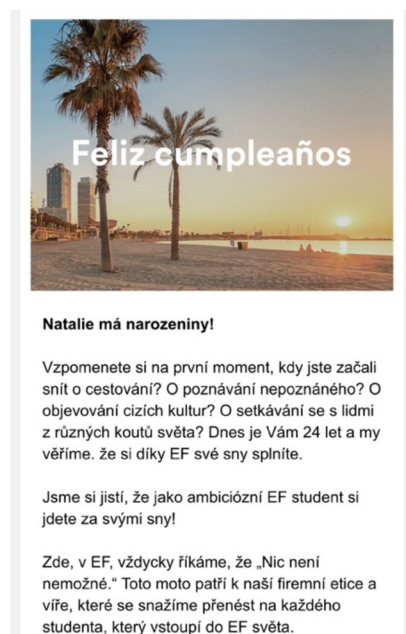 Feliz cumpleaños
Natalie má narozeniny!
Vzpomenete si na první moment, kdy jste začali
snít o cestování? O poznávání nepoznáného? O
objevování cizích kultur? O setkávání se s lidmi
z různých koutů světa? Dnes je Vám 24 let a my
věříme. že si díky EF své sny splníte.
Jsme si jistí, že jako ambiciózní EF student si
jdete za svými sny!
Zde, v EF, vždycky říkáme, že „Nic není
nemožné.“ Toto moto patří k naší firemní etice a
víře, které se snažíme přenést na každého
studenta, který vstoupí do EF světa.